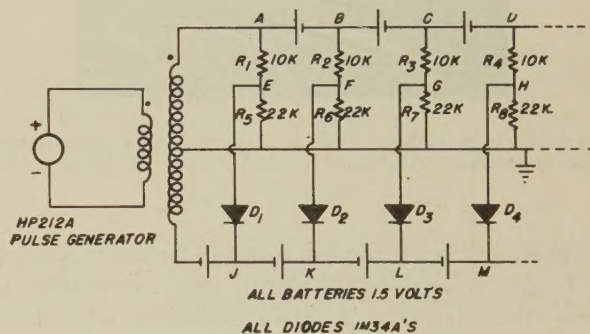 A B C D
R1 10K R2 10K R3 10K R4 10K
E F G H
R5 22K R6 22K R7 22K R8 22K
+
-
D1 D2 D3 D4
HP212A
PULSE GENERATOR
J K L M
ALL BATTERIES 1.5 VOLTS
ALL DIODES 1N34A'S